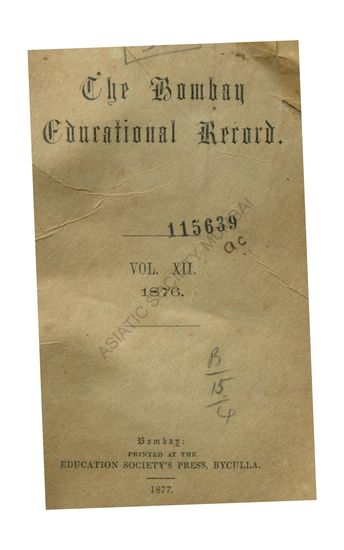 The Bombay
Educational Record.
115639
ac
VOL. XII.
1876.
ASIATIC SOCIETY MUMBAI
B
15
4
Bombay:
PRINTED AT THE
EDUCATION SOCIETY'S PRESS, BYCULLA.
1877.